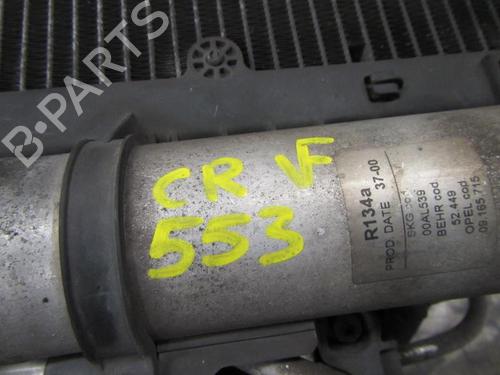 B-PARTS
CR VF
553
R134a
PROD. DATE 37-00
SKG cod.
00AL539
BEHR cod.
52 449
OPEL cod.
09 165 715